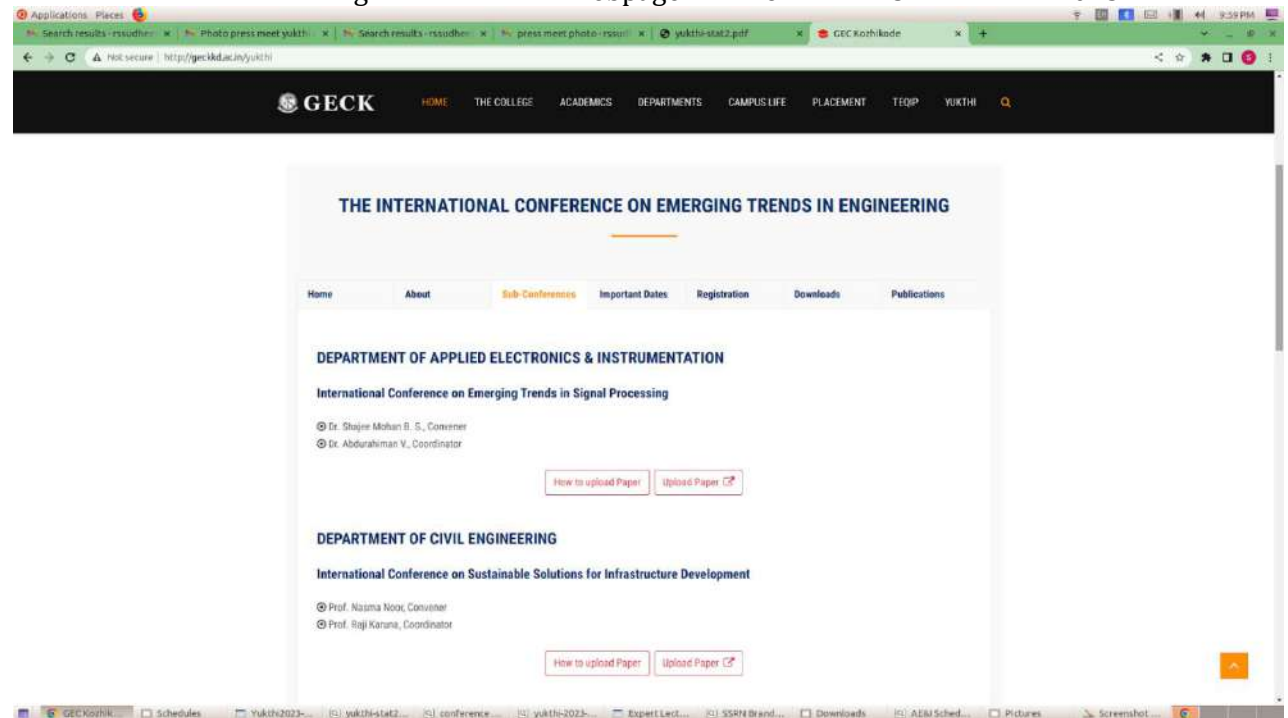 Applications Places 9:59 PM
Search results - rssudher Photo press meet yukthi Search results - rssudher press meet photo - rssu yukthi-stat2.pdf GEC Kozhikode
Not secure | http://geckkd.ac.in/yukthi
GECK HOME THE COLLEGE ACADEMICS DEPARTMENTS CAMPUS LIFE PLACEMENT TEQIP YUKTHI
THE INTERNATIONAL CONFERENCE ON EMERGING TRENDS IN ENGINEERING
Home About Sub-Conferences Important Dates Registration Downloads Publications
DEPARTMENT OF APPLIED ELECTRONICS & INSTRUMENTATION
International Conference on Emerging Trends in Signal Processing
Dr. Shajee Mohan B. S., Convener
Dr. Abdurahiman V., Coordinator
How to upload Paper Upload Paper
DEPARTMENT OF CIVIL ENGINEERING
International Conference on Sustainable Solutions for Infrastructure Development
Prof. Nasma Noor, Convener
Prof. Raji Karuna, Coordinator
How to upload Paper Upload Paper
GEC Kozhik... Schedules Yukthi2023-... yukthi-stat2... conference ... yukthi-2023-... Expert Lect... SSRN Brand... Downloads AE&I Sched... Pictures Screenshot ...